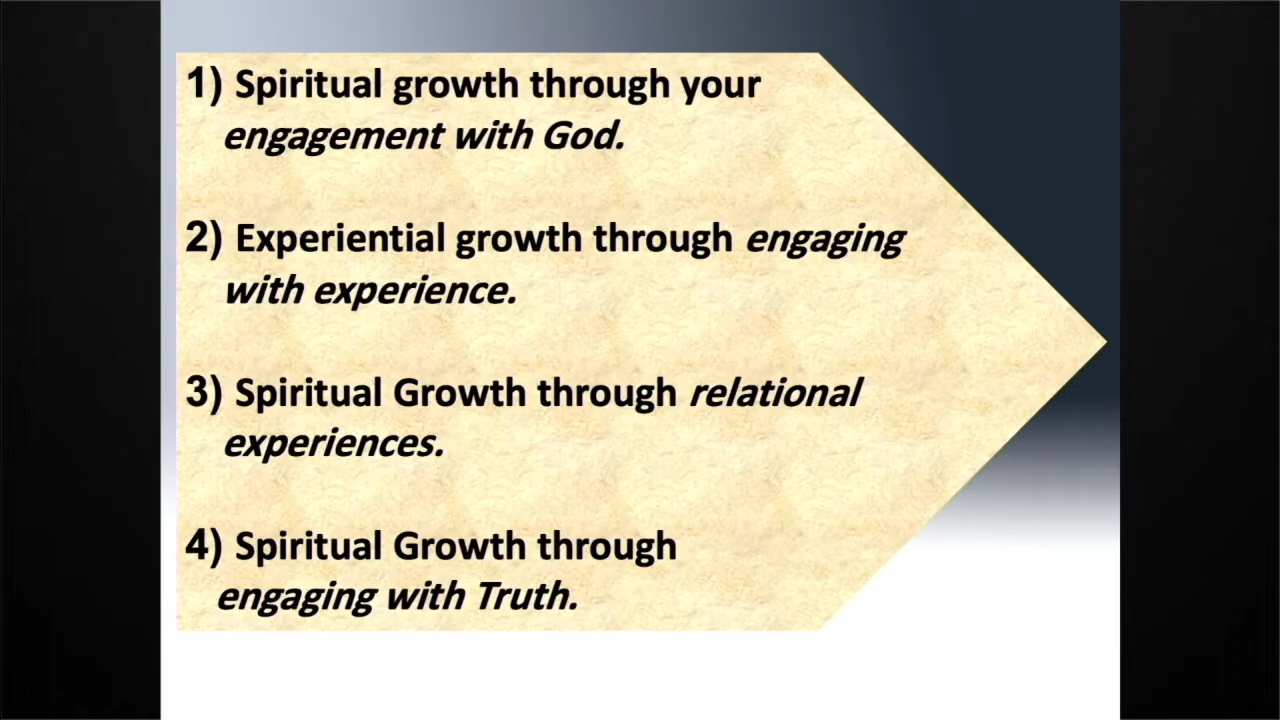 1) Spiritual growth through your
engagement with God.
2) Experiential growth through engaging
with experience.
3) Spiritual Growth through relational
experiences.
4) Spiritual Growth through
engaging with Truth.